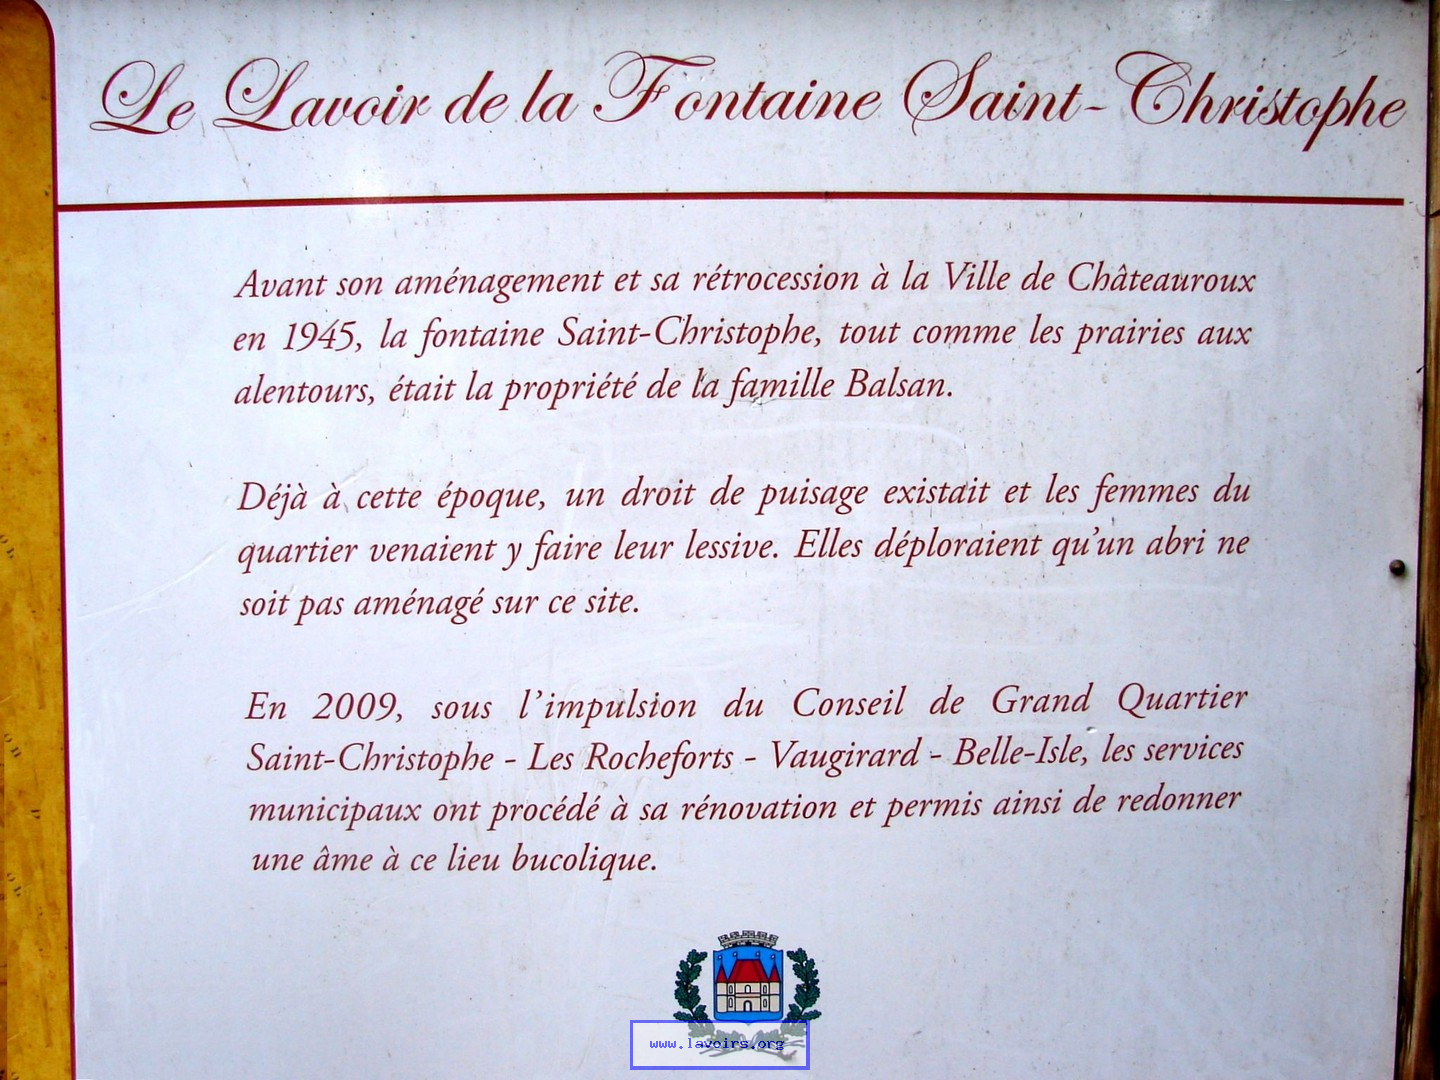 Le Lavoir de la Fontaine Saint-Christophe
Avant son aménagement et sa rétrocession à la Ville de Châteauroux
en 1945, la fontaine Saint-Christophe, tout comme les prairies aux
alentours, était la propriété de la famille Balsan.
Déjà à cette époque, un droit de puisage existait et les femmes du
quartier venaient y faire leur lessive. Elles déploraient qu'un abri ne
soit pas aménagé sur ce site.
En 2009, sous l'impulsion du Conseil de Grand Quartier
Saint-Christophe - Les Rocheforts - Vaugirard - Belle-Isle, les services
municipaux ont procédé à sa rénovation et permis ainsi de redonner
une âme à ce lieu bucolique.
www.lavoirs.org